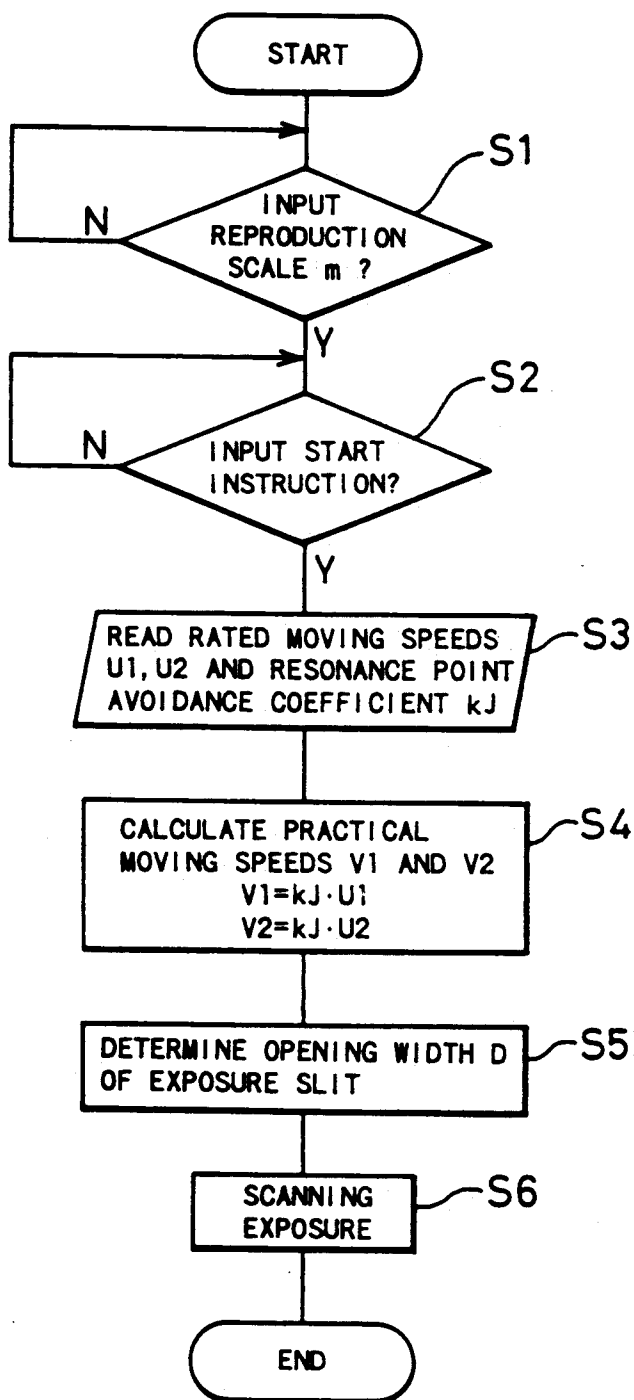 START
S1
INPUT
REPRODUCTION
SCALE m ?
N
Y
S2
INPUT START
INSTRUCTION?
N
Y
S3
READ RATED MOVING SPEEDS
U1, U2 AND RESONANCE POINT
AVOIDANCE COEFFICIENT kJ
S4
CALCULATE PRACTICAL
MOVING SPEEDS V1 AND V2
V1=kJ·U1
V2=kJ·U2
S5
DETERMINE OPENING WIDTH D
OF EXPOSURE SLIT
S6
SCANNING
EXPOSURE
END